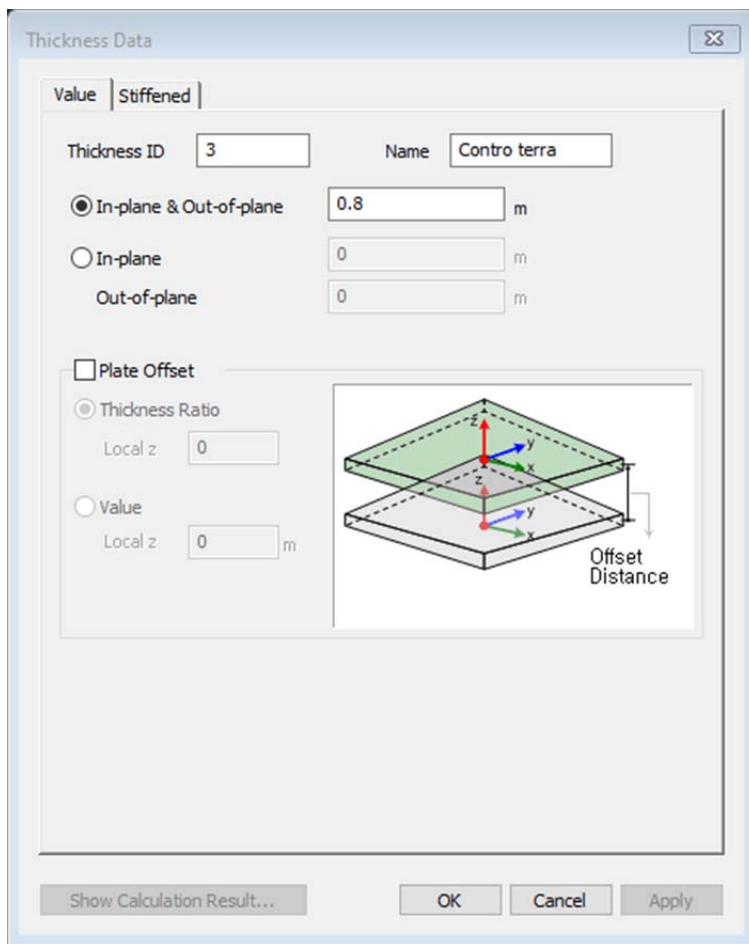 Thickness Data
Value Stiffened
Thickness ID 3 Name Contro terra
In-plane & Out-of-plane 0.8 m
In-plane 0 m
Out-of-plane 0 m
Plate Offset
Thickness Ratio
Local z 0
Value
Local z 0 m
z y x
z y x
Offset
Distance
Show Calculation Result... OK Cancel Apply